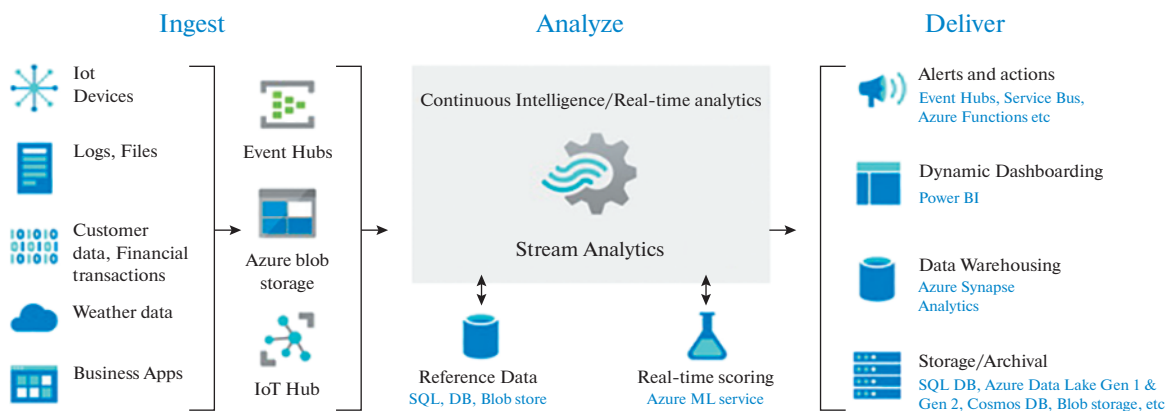 Ingest
Iot
Devices
Logs, Files
Customer
data, Financial
transactions
Weather data
Business Apps
Event Hubs
Azure blob
storage
IoT Hub
Analyze
Continuous Intelligence/Real-time analytics
Stream Analytics
Reference Data
SQL, DB, Blob store
Real-time scoring
Azure ML service
Deliver
Alerts and actions
Event Hubs, Service Bus,
Azure Functions etc
Dynamic Dashboarding
Power BI
Data Warehousing
Azure Synapse
Analytics
Storage/Archival
SQL DB, Azure Data Lake Gen 1 &
Gen 2, Cosmos DB, Blob storage, etc